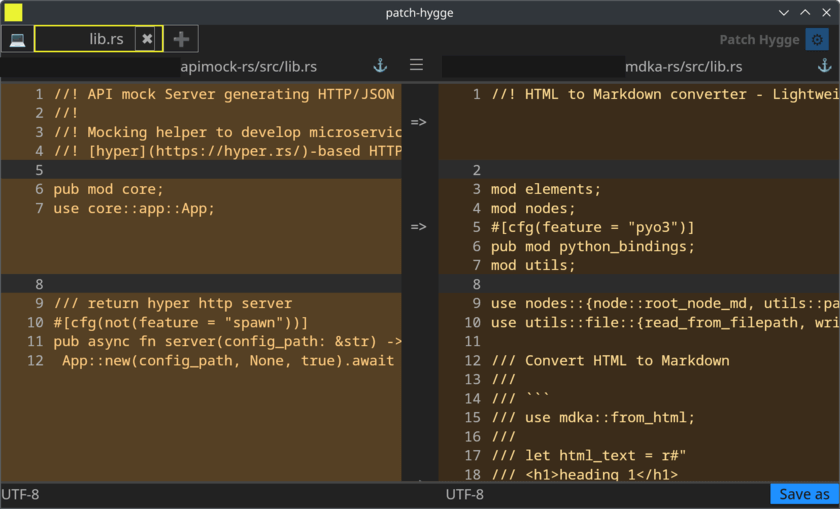 patch-hygge
lib.rs
Patch Hygge
apimock-rs/src/lib.rs
mdka-rs/src/lib.rs
1 //! API mock Server generating HTTP/JSON
2 //!
3 //! Mocking helper to develop microservic
4 //! [hyper](https://hyper.rs/)-based HTTP
5
6 pub mod core;
7 use core::app::App;
8
9 /// return hyper http server
10 #[cfg(not(feature = "spawn"))]
11 pub async fn server(config_path: &str) ->
12  App::new(config_path, None, true).await
=>
=>
1 //! HTML to Markdown converter - Lightwei
2
3 mod elements;
4 mod nodes;
5 #[cfg(feature = "pyo3")]
6 pub mod python_bindings;
7 mod utils;
8
9 use nodes::{node::root_node_md, utils::pa
10 use utils::file::{read_from_filepath, wri
11
12 /// Convert HTML to Markdown
13 ///
14 /// ```
15 /// use mdka::from_html;
16 ///
17 /// let html_text = r#"
18 /// <h1>heading 1</h1>
UTF-8
UTF-8
Save as